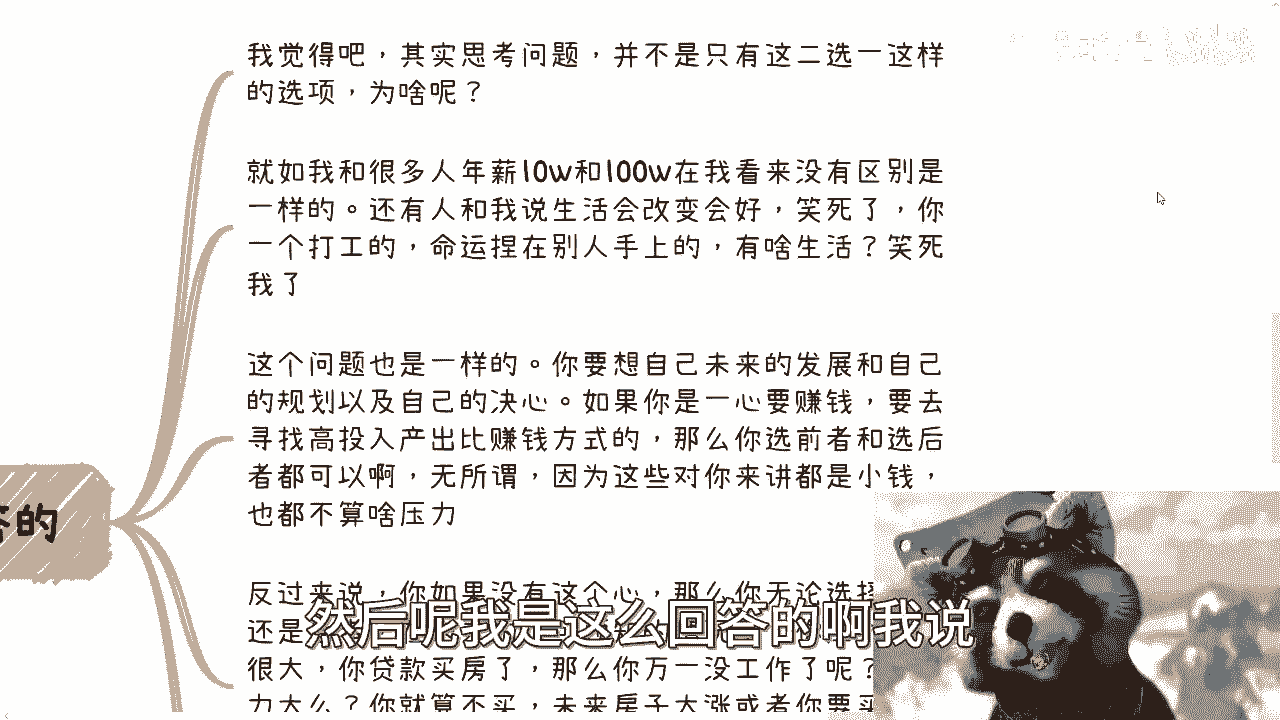 我觉得吧，其实思考问题，并不是只有这二选一这样
的选项，为啥呢？
就如我和很多人年薪10w和100w在我看来没有区别是
一样的。还有人和我说生活会改变会好，笑死了，你
一个打工的，命运捏在别人手上的，有啥生活？笑死
我了
这个问题也是一样的。你要想自己未来的发展和自己
的规划以及自己的决心。如果你是一心要赚钱，要去
寻找高投入产出比赚钱方式的，那么你选前者和选后
者都可以啊，无所谓，因为这些对你来讲都是小钱，
也都不算啥压力
答的
反过来说，你如果没有这个心，那么你无论选择
还是
然后呢我是这么回答的啊我说
很大，你贷款买房了，那么你万一没工作了呢？
力大么？你就算不买，未来房子大涨或者你要买